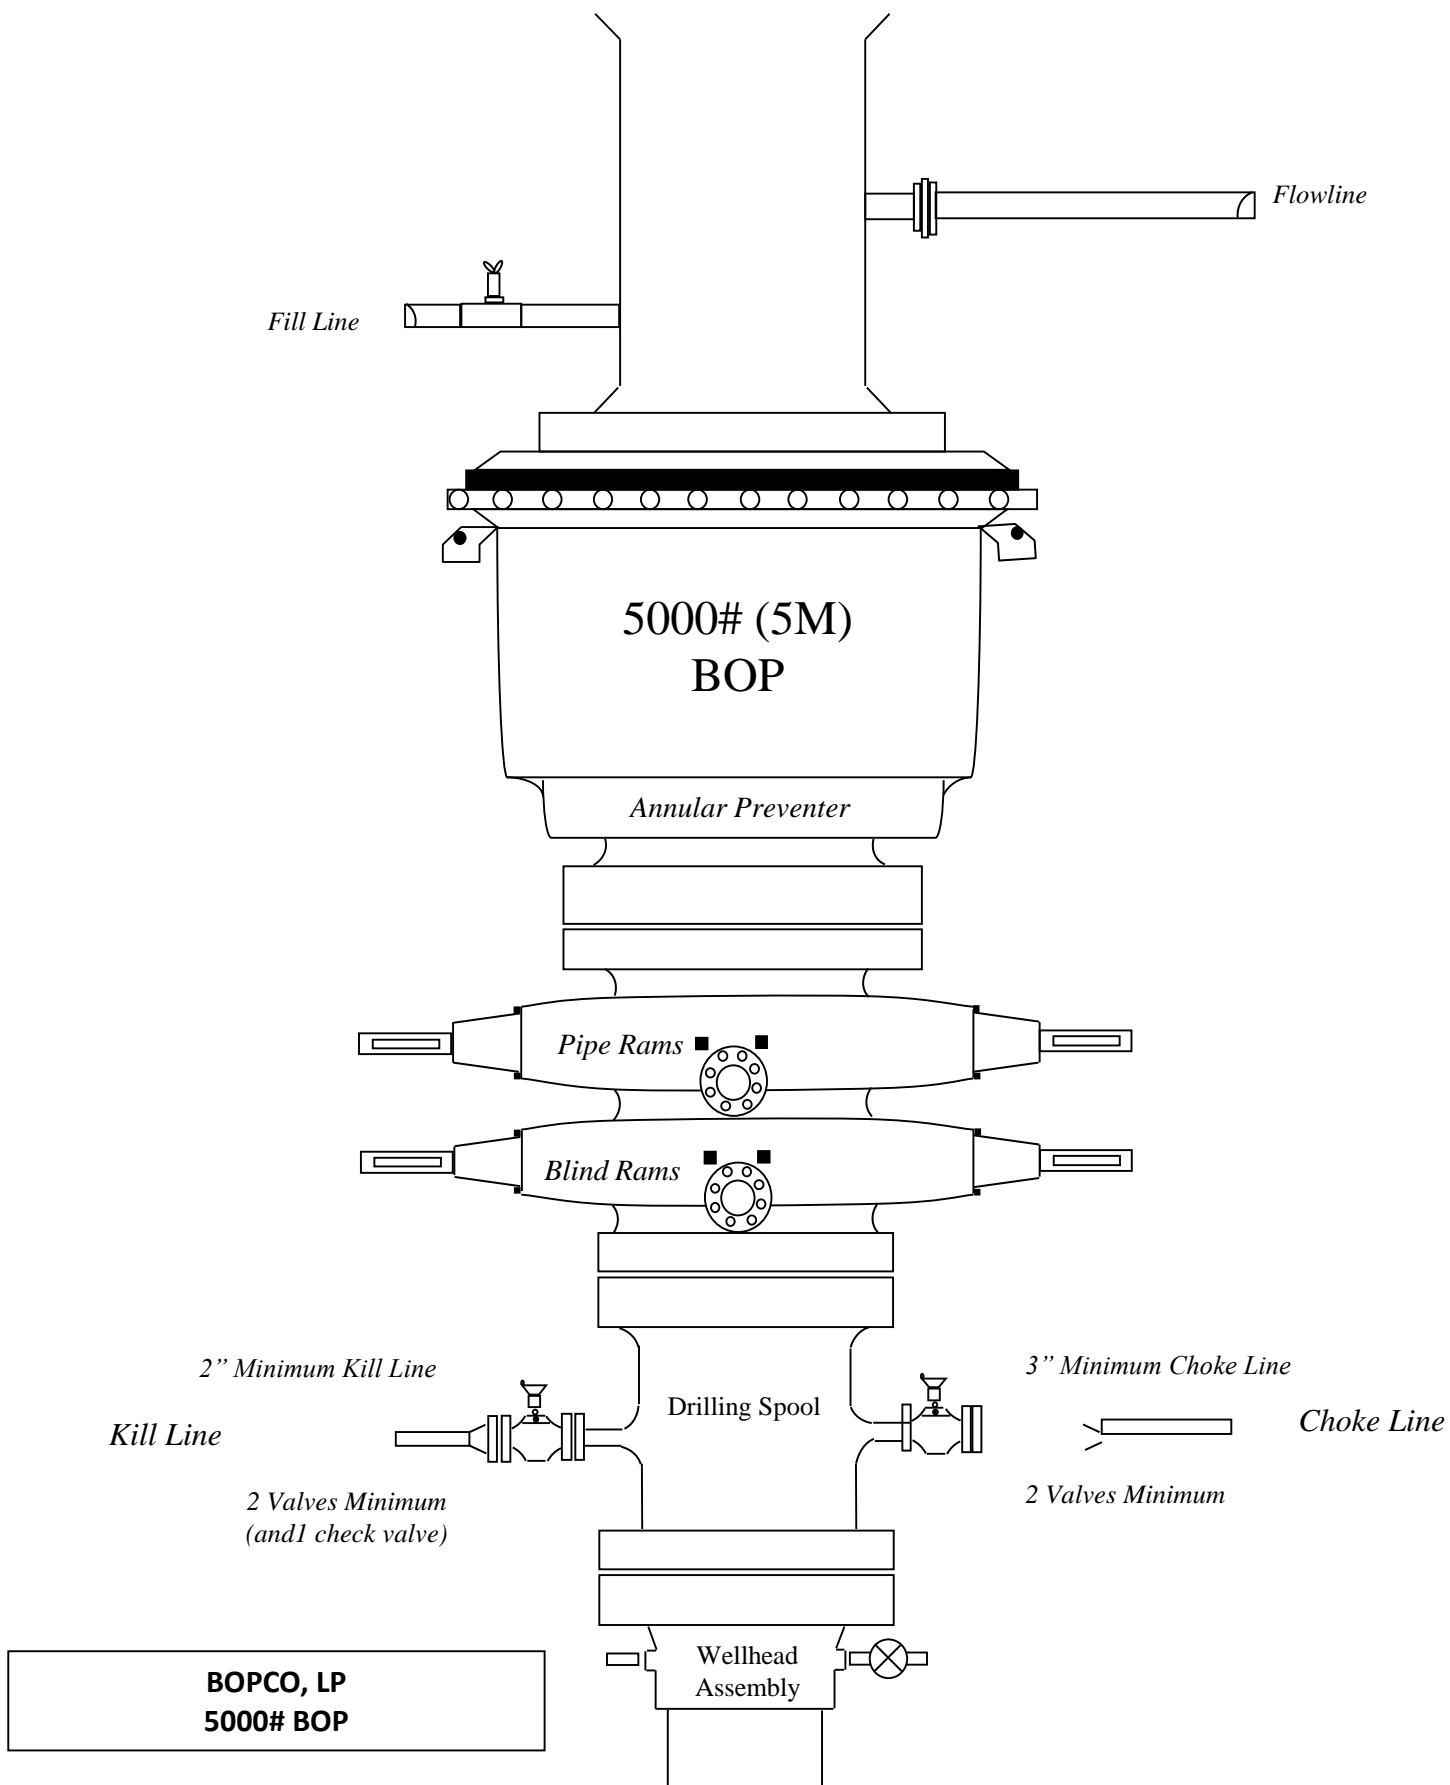 Flowline
Fill Line
5000# (5M)
BOP
Annular Preventer
Pipe Rams
Blind Rams
2” Minimum Kill Line
3” Minimum Choke Line
Drilling Spool
Kill Line
Choke Line
2 Valves Minimum
(and1 check valve)
2 Valves Minimum
Wellhead
Assembly
BOPCO, LP
5000# BOP